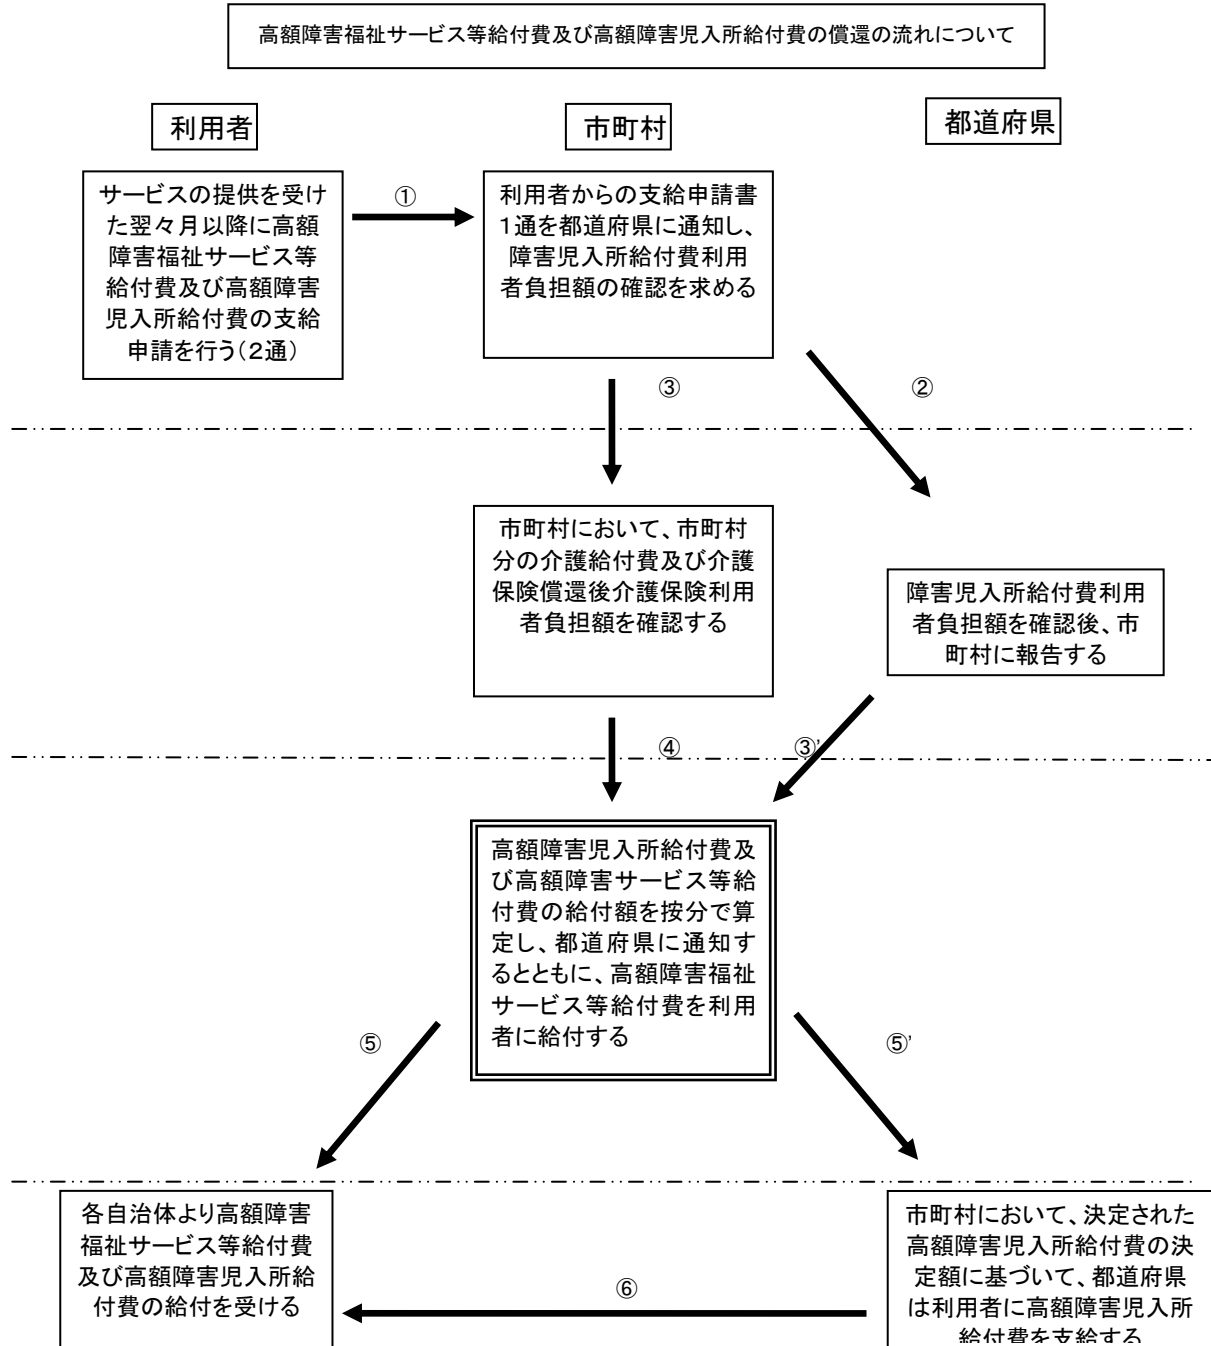 高額障害福祉サービス等給付費及び高額障害児入所給付費の償還の流れについて
利用者
市町村
都道府県
サービスの提供を受け
た翌々月以降に高額
障害福祉サービス等
給付費及び高額障害
児入所給付費の支給
申請を行う(2通)
①
利用者からの支給申請書
1通を都道府県に通知し、
障害児入所給付費利用
者負担額の確認を求める
③
②
市町村において、市町村
分の介護給付費及び介護
保険償還後介護保険利用
者負担額を確認する
障害児入所給付費利用
者負担額を確認後、市
町村に報告する
④
③’
高額障害児入所給付費及
び高額障害サービス等給
付費の給付額を按分で算
定し、都道府県に通知す
るとともに、高額障害福祉
サービス等給付費を利用
者に給付する
⑤
⑤’
各自治体より高額障害
福祉サービス等給付費
及び高額障害児入所給
付費の給付を受ける
⑥
市町村において、決定された
高額障害児入所給付費の決
定額に基づいて、都道府県
は利用者に高額障害児入所
給付費を支給する